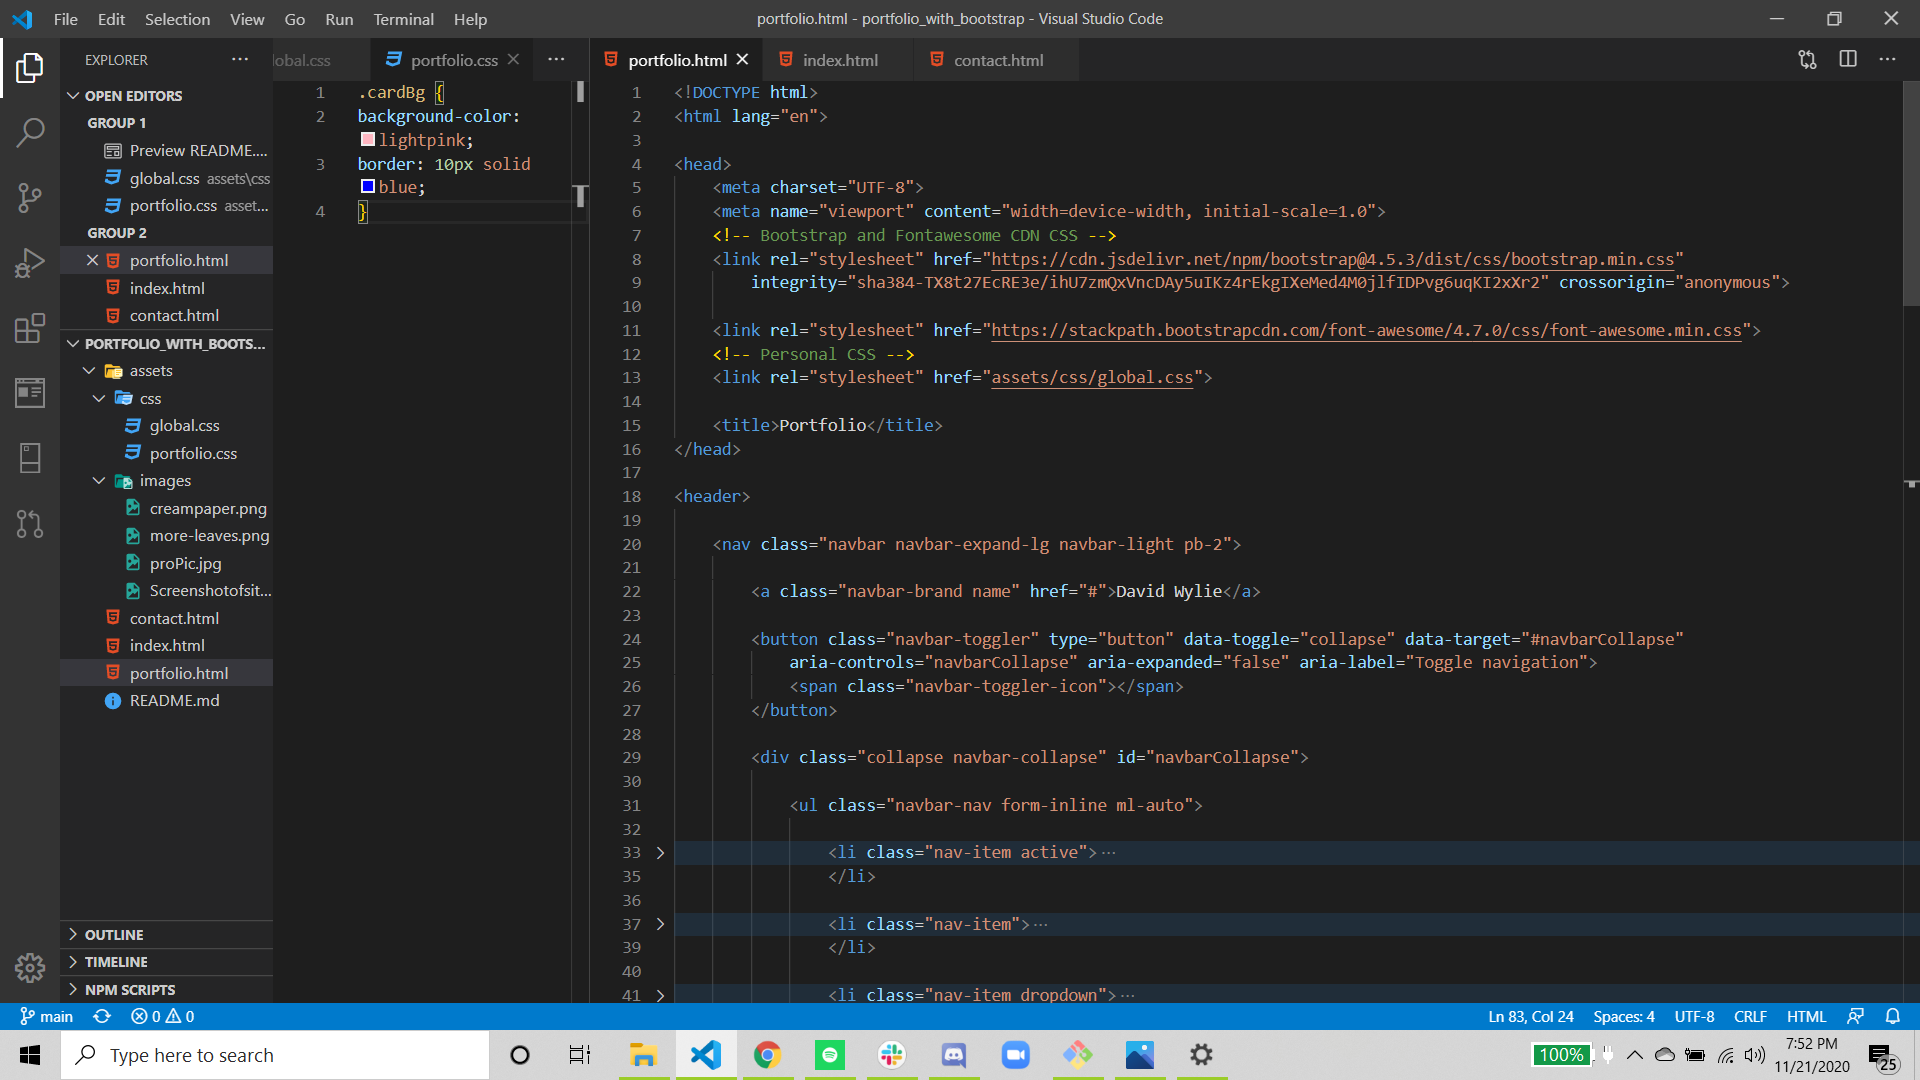 File Edit Selection View Go Run Terminal Help
portfolio.html - portfolio_with_bootstrap - Visual Studio Code
EXPLORER
OPEN EDITORS
GROUP 1
Preview README....
global.css assets\css
portfolio.css asset...
GROUP 2
portfolio.html
index.html
contact.html
PORTFOLIO_WITH_BOOTS...
assets
css
global.css
portfolio.css
images
creampaper.png
more-leaves.png
proPic.jpg
Screenshotofsit...
contact.html
index.html
portfolio.html
README.md
OUTLINE
TIMELINE
NPM SCRIPTS
lobal.css
portfolio.css
1 .cardBg {
2 background-color:
lightpink;
3 border: 10px solid
blue;
4 }
portfolio.html
index.html
contact.html
1 <!DOCTYPE html>
2 <html lang="en">
3
4 <head>
5 <meta charset="UTF-8">
6 <meta name="viewport" content="width=device-width, initial-scale=1.0">
7 <!-- Bootstrap and Fontawesome CDN CSS -->
8 <link rel="stylesheet" href="https://cdn.jsdelivr.net/npm/bootstrap@4.5.3/dist/css/bootstrap.min.css"
9 integrity="sha384-TX8t27EcRE3e/ihU7zmQxVncDAy5uIKz4rEkgIXeMed4M0jlfIDPvg6uqKI2xXr2" crossorigin="anonymous">
10
11 <link rel="stylesheet" href="https://stackpath.bootstrapcdn.com/font-awesome/4.7.0/css/font-awesome.min.css">
12 <!-- Personal CSS -->
13 <link rel="stylesheet" href="assets/css/global.css">
14
15 <title>Portfolio</title>
16 </head>
17
18 <header>
19
20 <nav class="navbar navbar-expand-lg navbar-light pb-2">
21
22 <a class="navbar-brand name" href="#">David Wylie</a>
23
24 <button class="navbar-toggler" type="button" data-toggle="collapse" data-target="#navbarCollapse"
25 aria-controls="navbarCollapse" aria-expanded="false" aria-label="Toggle navigation">
26 <span class="navbar-toggler-icon"></span>
27 </button>
28
29 <div class="collapse navbar-collapse" id="navbarCollapse">
30
31 <ul class="navbar-nav form-inline ml-auto">
32
33 <li class="nav-item active">...
35 </li>
36
37 <li class="nav-item">...
39 </li>
40
41 <li class="nav-item dropdown">...
main 0 0
Ln 83, Col 24 Spaces: 4 UTF-8 CRLF HTML
Type here to search
100%
7:52 PM
11/21/2020
25